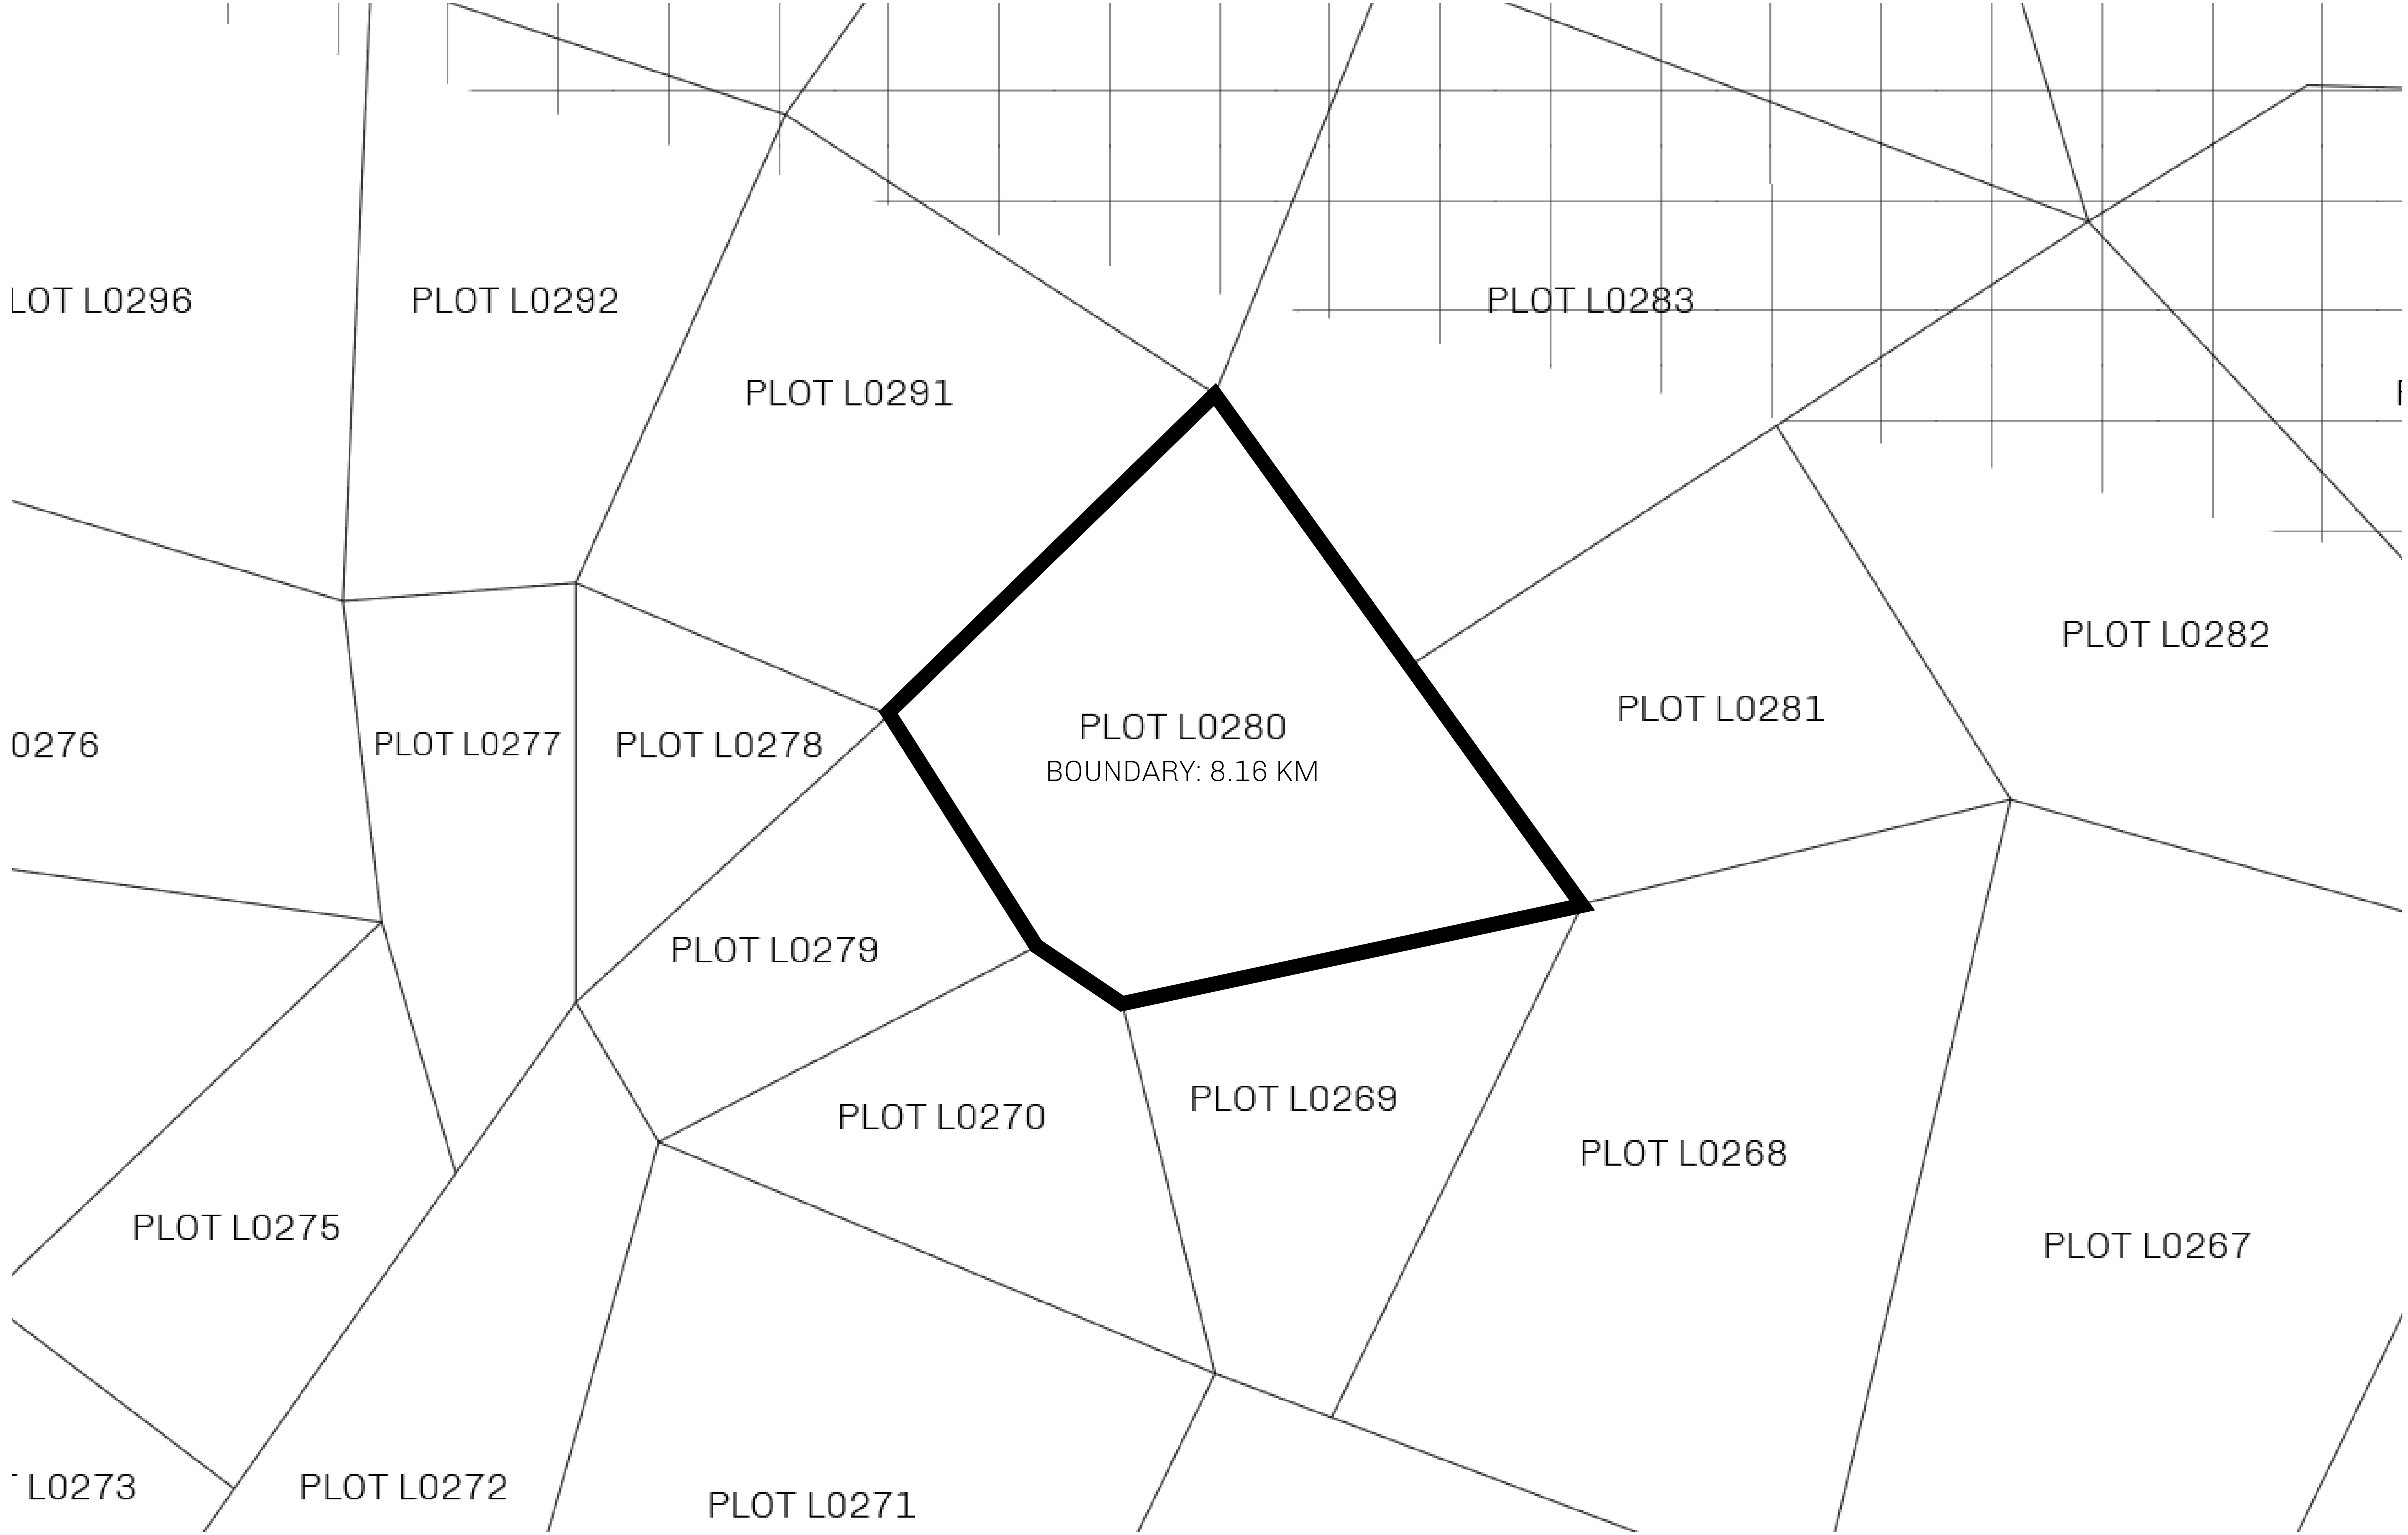 LOT L0296
PLOT L0292
PLOT L0283
PLOT L0291
PLOT L0282
PLOT L0281
PLOT L0280
BOUNDARY: 8.16 KM
0276
PLOT L0277
PLOT L0278
PLOT L0279
PLOT L0269
PLOT L0270
PLOT L0268
PLOT L0275
PLOT L0267
L0273
PLOT L0272
PLOT L0271